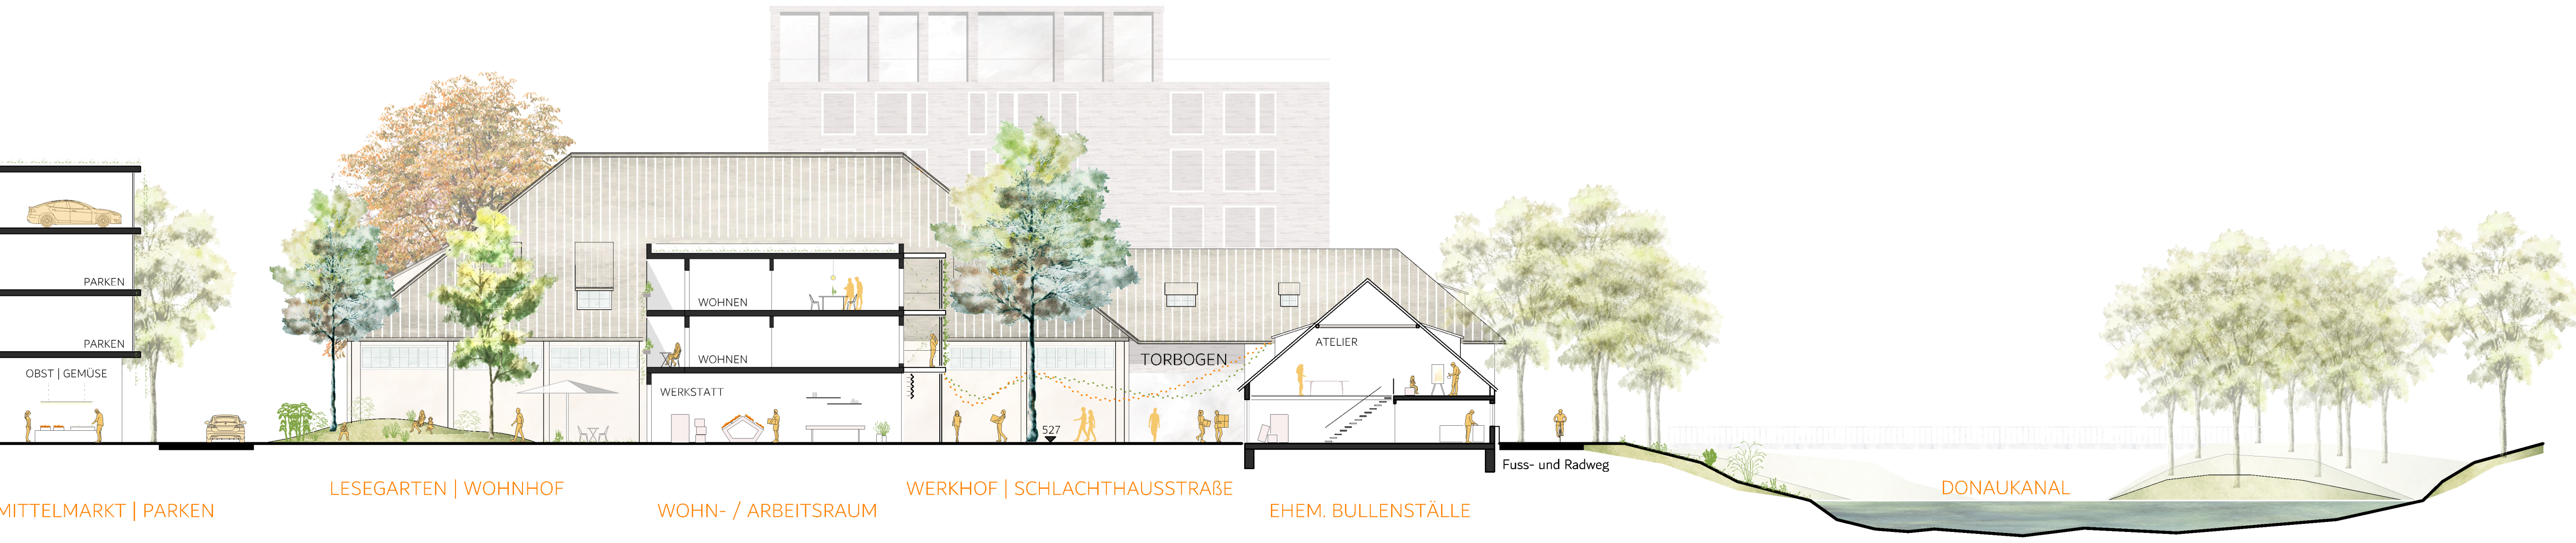 PARKEN
PARKEN
OBST | GEMÜSE
WOHNEN
WOHNEN
WERKSTATT
TORBOGEN
ATELIER
527
Fuss- und Radweg
LESEGARTEN | WOHNHOF
WERKHOF | SCHLACHTHAUSSTRAßE
DONAUKANAL
MITTELMARKT | PARKEN
WOHN- / ARBEITSRAUM
EHEM. BULLENSTÄLLE